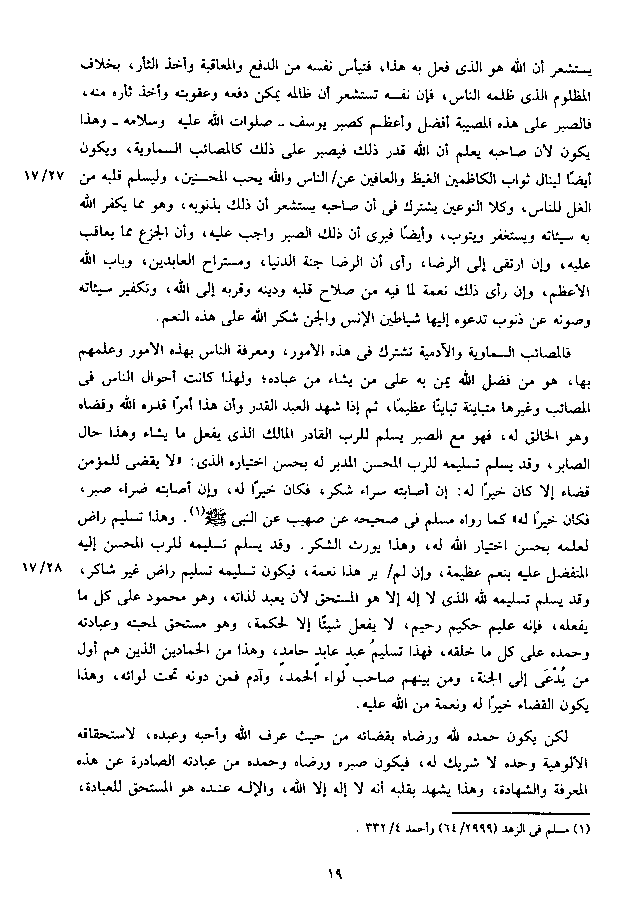 يستشعر أن الله هو الذى فعل به هذا، فتيأس نفسه من الدفع والمعاقبة وأخذ الثأر، بخلاف
المظلوم الذى ظلمه الناس، فإن نفسه تستشعر أن ظالمه يمكن دفعه وعقوبته وأخذ ثأره منه،
فالصبر على هذه المصيبة أفضل وأعظم كصبر يوسف ـ صلوات الله عليه وسلامه ـ وهذا
يكون لأن صاحبه يعلم أن الله قدر ذلك فيصبر على ذلك كالمصائب السماوية، ويكون
أيضًا لينال ثواب الكاظمين الغيظ والعافين عن/ الناس والله يحب المحسنين، وليسلم قلبه من ١٧/٢٧
الغل للناس، وكلا النوعين يشترك فى أن صاحبه يستشعر أن ذلك بذنوبه، وهو مما يكفر الله
به سيئاته ويستغفر ويتوب، وأيضًا فيرى أن ذلك الصبر واجب عليه، وأن الجزع مما يعاقب
عليه، وإن ارتقى إلى الرضا، رأى أن الرضا جنة الدنيا، ومستراح العابدين، وباب الله
الأعظم، وإن رأى ذلك نعمة لما فيه من صلاح قلبه ودينه وقربه إلى الله، وتكفير سيئاته
وصونه عن ذنوب تدعوه إليها شياطين الإنس والجن شكر الله على هذه النعم.
فالمصائب السماوية والآدمية تشترك فى هذه الأمور، ومعرفة الناس بهذه الأمور وعلمهم
بها، هو من فضل الله يمن به على من يشاء من عباده؛ ولهذا كانت أحوال الناس فى
المصائب وغيرها متباينة تباينًا عظيمًا، ثم إذا شهد العبد القدر وأن هذا أمرًا قدره الله وقضاه
وهو الخالق له، فهو مع الصبر يسلم للرب القادر المالك الذى يفعل ما يشاء وهذا حال
الصابر، وقد يسلم تسليمه للرب المحسن المدبر له بحسن اختياره الذى: «لا يقضى للمؤمن
قضاء إلا كان خيرًا له: إن أصابته سراء شكر، فكان خيرًا له، وإن أصابته ضراء صبر،
فكان خيرًا له» كما رواه مسلم فى صحيحه عن صهيب عن النبى ﷺ(١). وهذا تسليم راض
لعلمه بحسن اختيار الله له، وهذا يورث الشكر. وقد يسلم تسليمه للرب المحسن إليه
المتفضل عليه بنعم عظيمة، وإن لم/ ير هذا نعمة، فيكون تسليمه تسليم راض غير شاكر، ١٧/٢٨
وقد يسلم تسليمه لله الذى لا إله إلا هو المستحق لأن يعبد لذاته، وهو محمود على كل ما
يفعله، فإنه عليم حكيم رحيم، لا يفعل شيئًا إلا لحكمة، وهو مستحق لمحبته وعبادته
وحمده على كل ما خلقه، فهذا تسليمُ عبدٍ عابدٍ حامدٍ، وهذا من الحمادين الذين هم أول
من يُدْعَى إلى الجنة، ومن بينهم صاحب لواء الحمد، وآدم فمن دونه تحت لوائه، وهذا
يكون القضاء خيرًا له ونعمة من الله عليه.
لكن يكون حمده لله ورضاه بقضائه من حيث عرف الله وأحبه وعبده، لاستحقاقه
الألوهية وحده لا شريك له، فيكون صبره ورضاه وحمده من عبادته الصادرة عن هذه
المعرفة والشهادة، وهذا يشهد بقلبه أنه لا إله إلا الله، والإله عنده هو المستحق للعبادة،
(١) مسلم فى الزهد (٦٤/٢٩٩٩) وأحمد ٤/ ٣٣٢ .
١٩